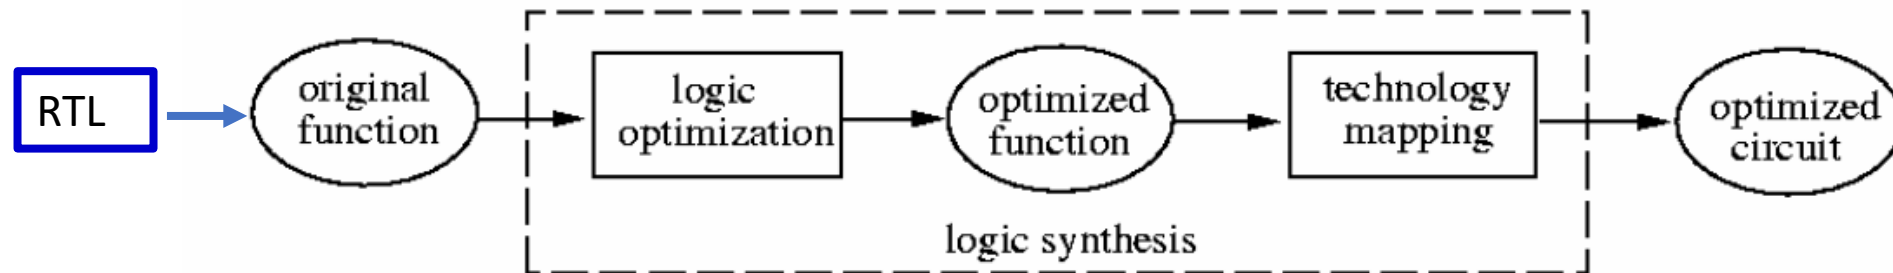 RTL
original
function
logic
optimization
optimized
function
technology
mapping
optimized
circuit
logic synthesis